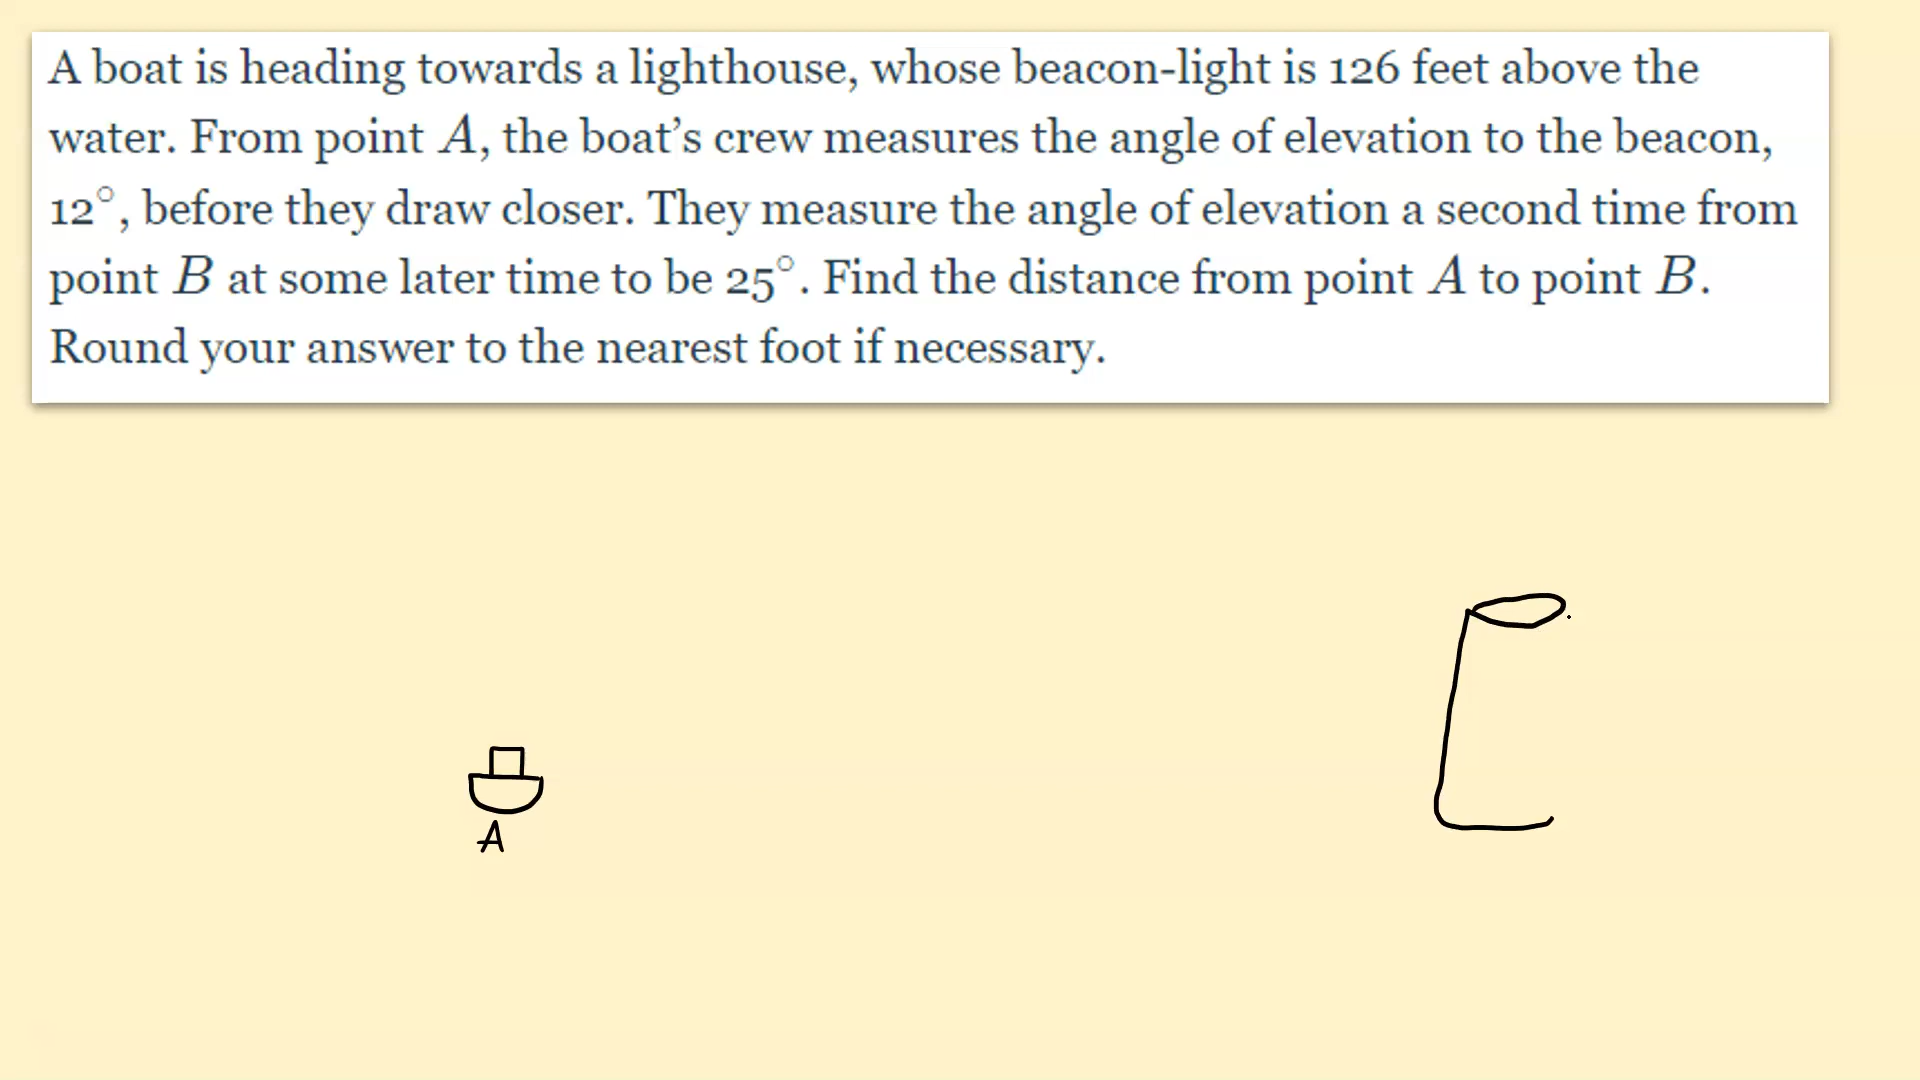 A boat is heading towards a lighthouse, whose beacon-light is 126 feet above the
water. From point A, the boat’s crew measures the angle of elevation to the beacon,
12°, before they draw closer. They measure the angle of elevation a second time from
point B at some later time to be 25°. Find the distance from point A to point B.
Round your answer to the nearest foot if necessary.
A